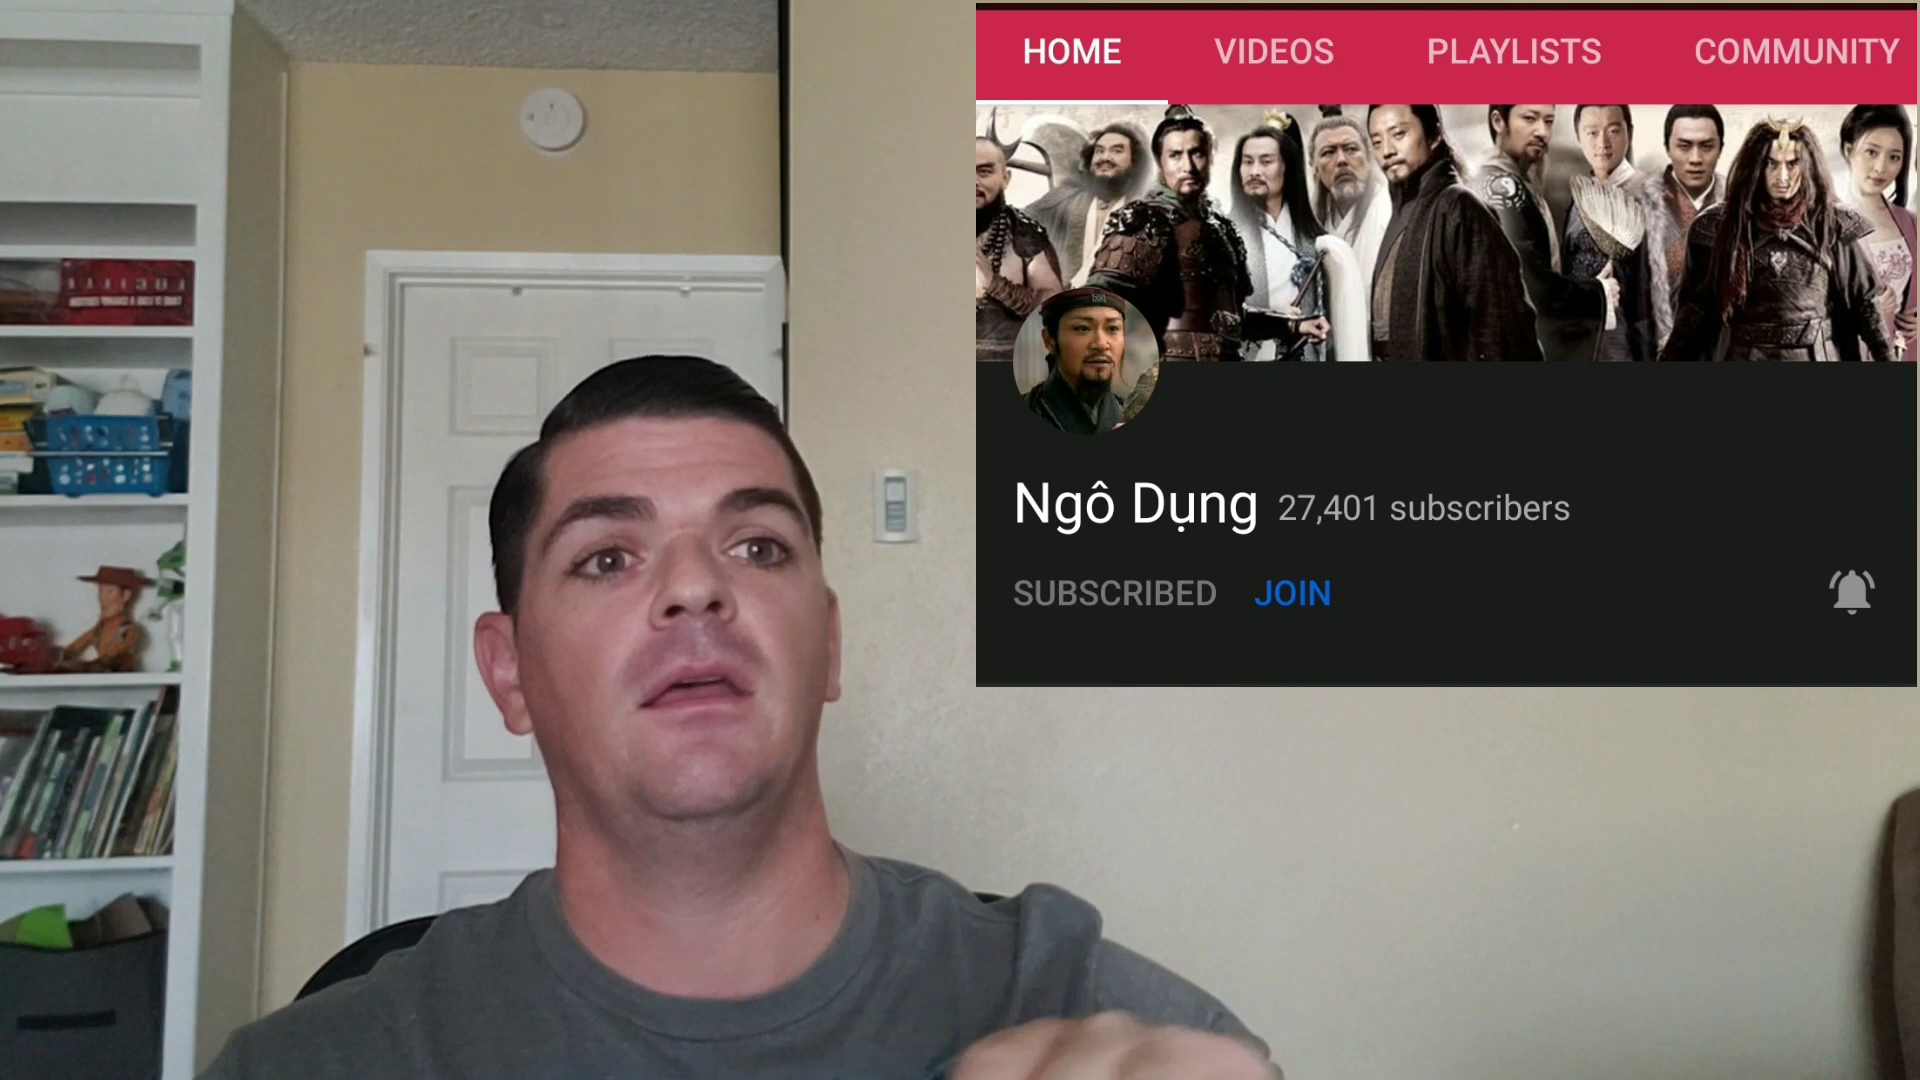 HOME VIDEOS PLAYLISTS COMMUNITY
Ngô Dụng 27,401 subscribers
SUBSCRIBED JOIN